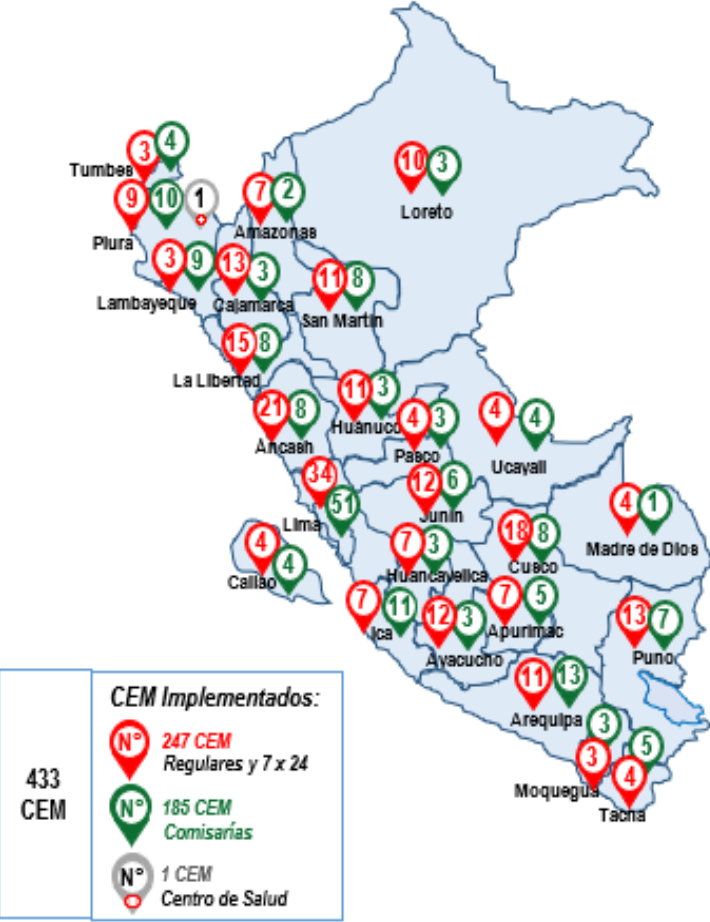 4
3
Tumbes
10
3
9
10
1
7
2
Loreto
Piura
Amazonas
3
9
13
3
11
8
Lambayeque
Cajamarca
San Martin
15
8
La Libertad
11
3
21
8
4
3
4
4
Huánuco
Ancash
Pasco
Ucayali
34
12
6
51
4
1
Lima
Junín
18
8
4
7
3
Madre de Dios
4
Cusco
Callao
Huancavelica
7
11
7
5
12
3
13
7
Ica
Apurimac
Ayacucho
Puno
11
13
Arequipa
3
5
3
4
Moquegua
Tacna
433
CEM
CEM Implementados:
N° 247 CEM
Regulares y 7 x 24
N° 185 CEM
Comisarías
N° 1 CEM
Centro de Salud